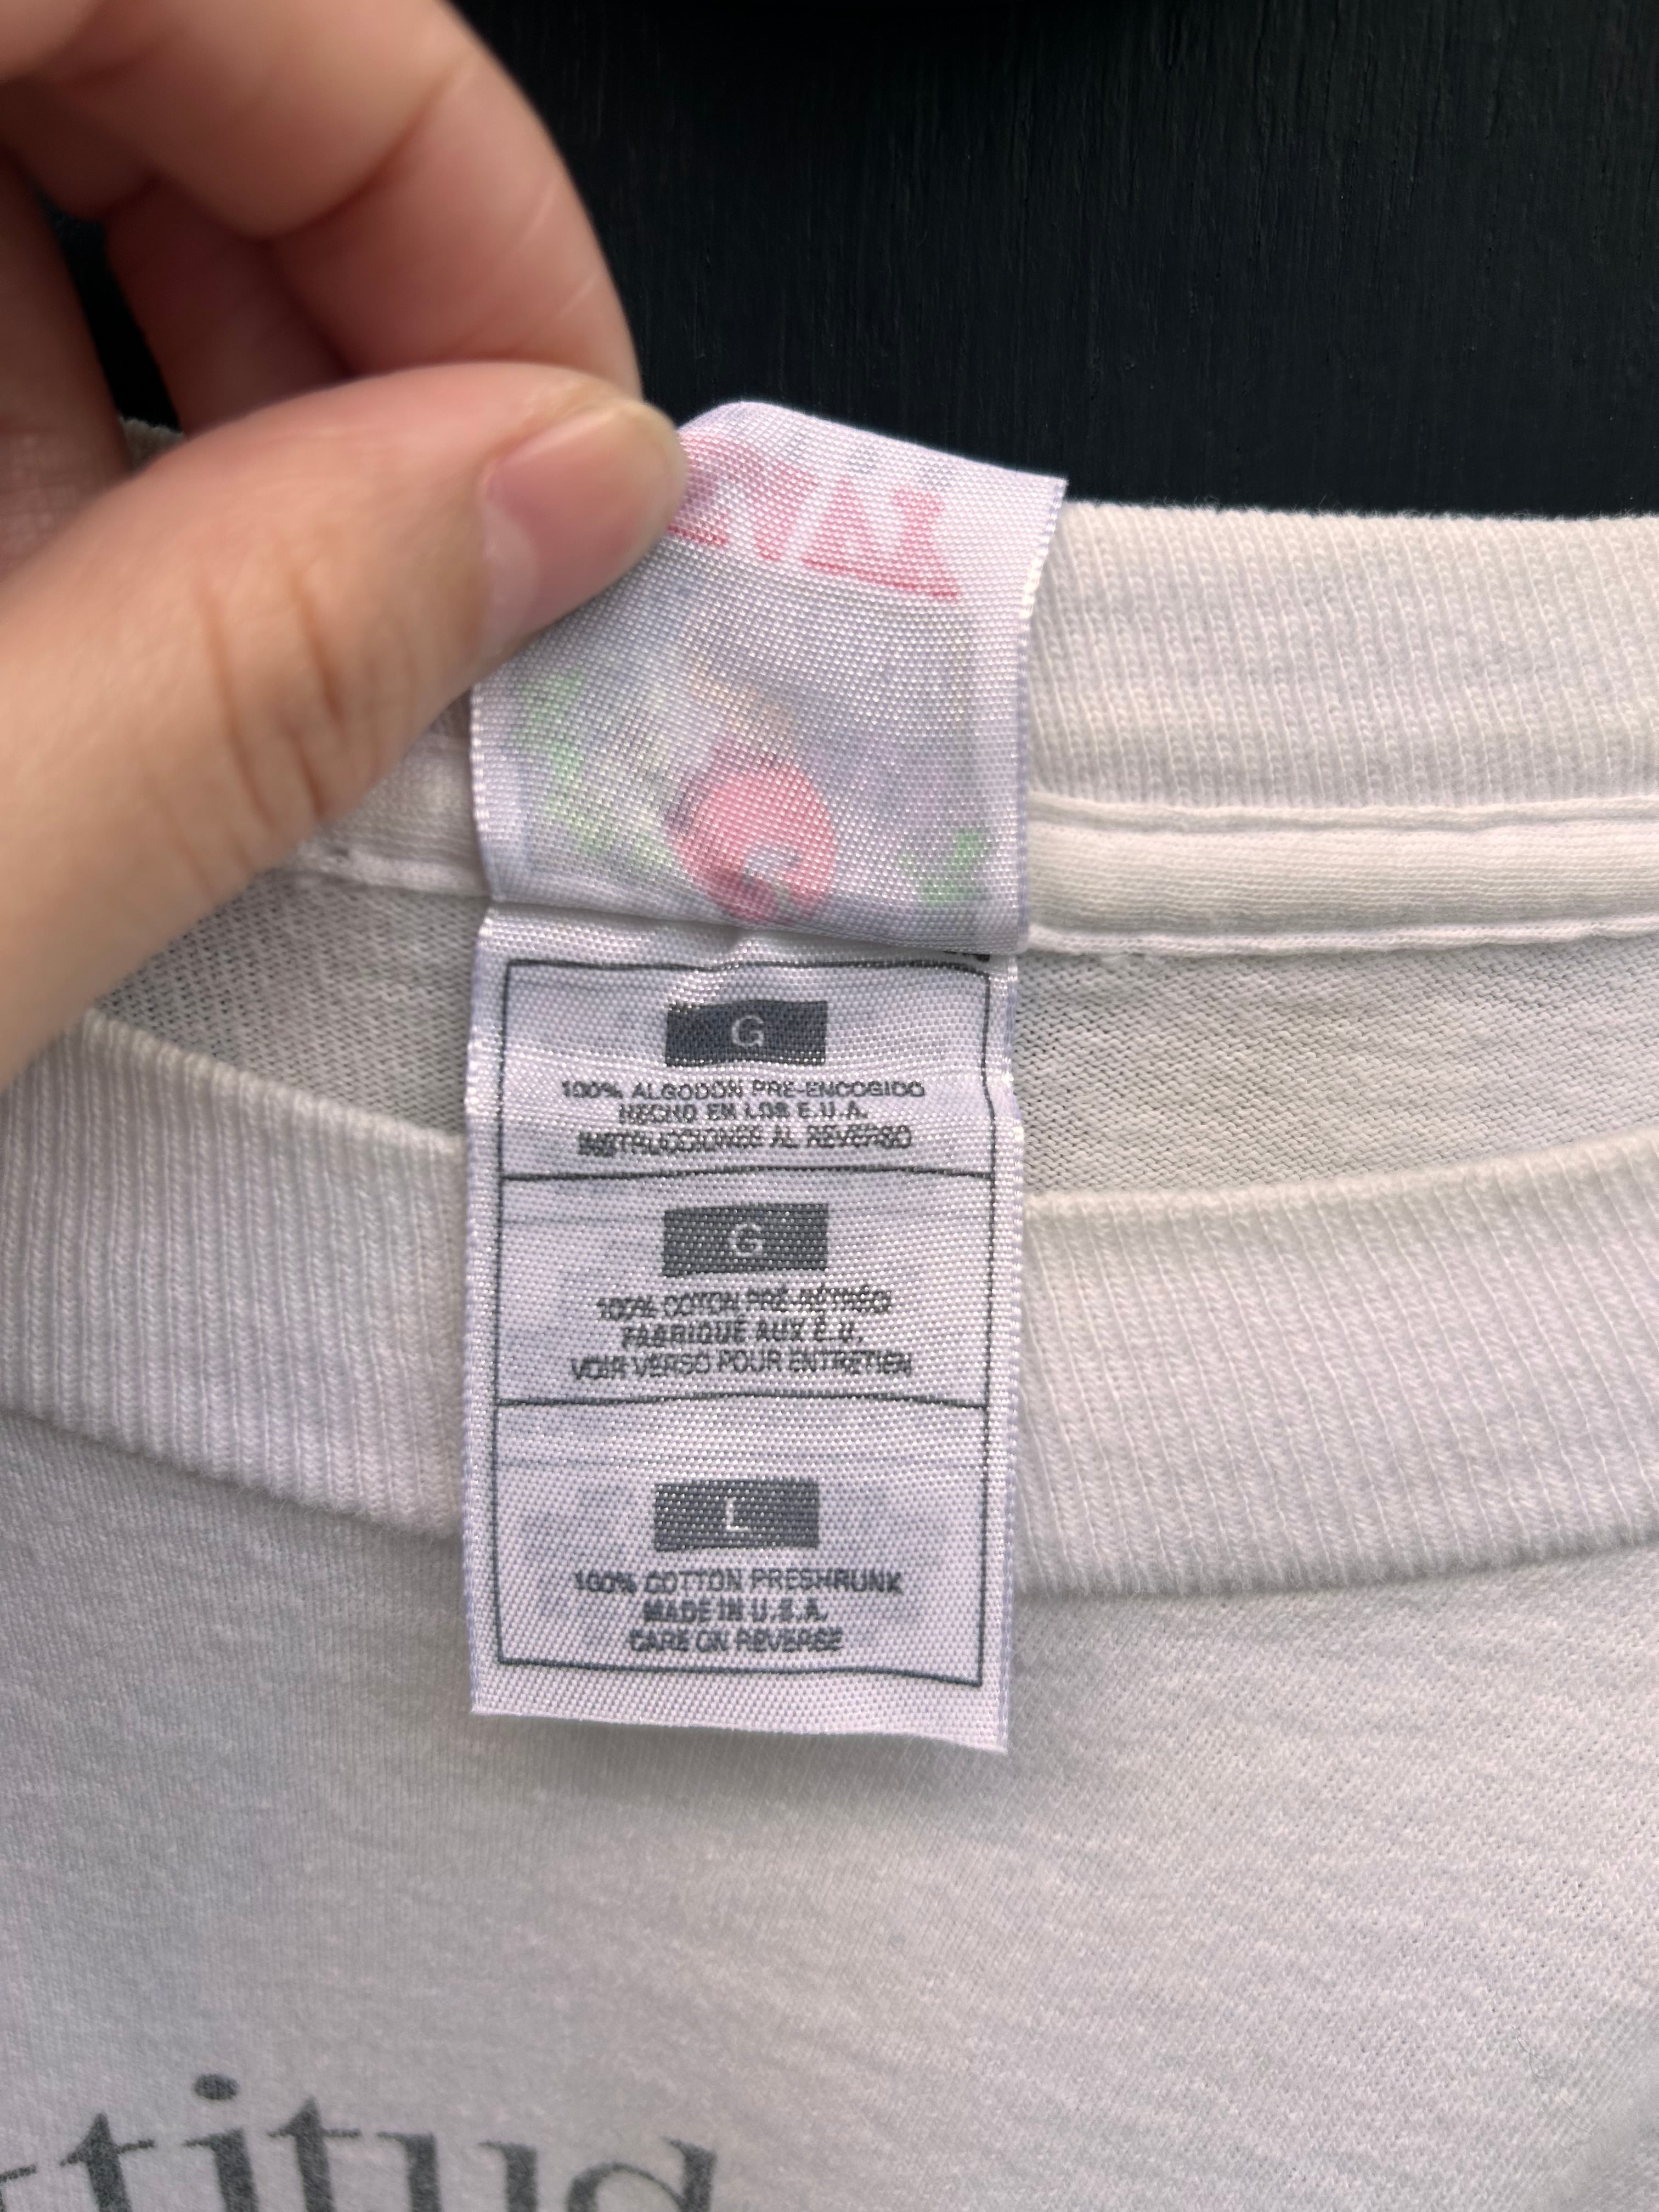 G
100% ALGODON PRE-ENCOGIDO
HECHO EN LOS E.U.A.
INSTRUCCIONES AL REVERSO
G
100% COTON PRÉ-RÉTRÉCI
FABRIQUÉ AUX É.U.
VOIR VERSO POUR ENTRETIEN
L
100% COTTON PRESHRUNK
MADE IN U.S.A.
CARE ON REVERSE
titud